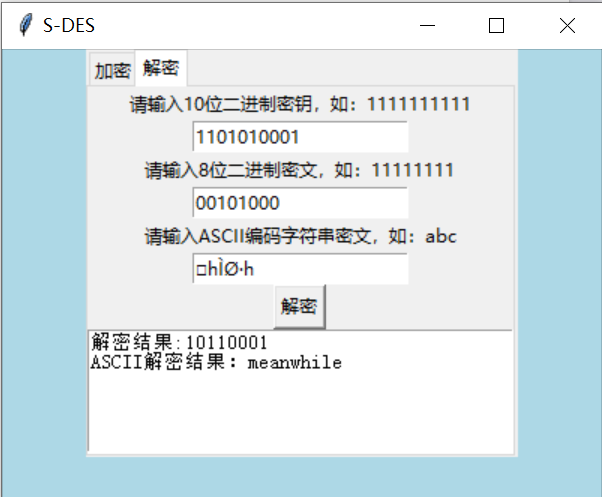 S-DES
加密 解密
请输入10位二进制密钥，如：1111111111
1101010001
请输入8位二进制密文，如：11111111
00101000
请输入ASCII编码字符串密文，如：abc
□hÌØ·h
解密
解密结果:10110001
ASCII解密结果：meanwhile